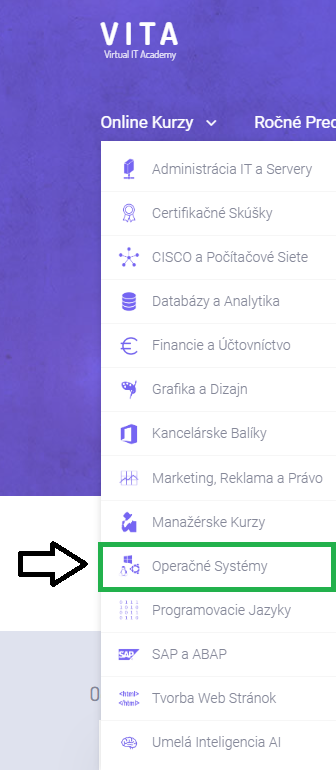 VITA
Virtual IT Academy
Online Kurzy Ročné Pred
Administrácia IT a Servery
Certifikačné Skúšky
CISCO a Počítačové Siete
Databázy a Analytika
Financie a Účtovníctvo
Grafika a Dizajn
Kancelárske Balíky
Marketing, Reklama a Právo
Manažérske Kurzy
Operačné Systémy
Programovacie Jazyky
SAP SAP a ABAP
<html>
</html> Tvorba Web Stránok
Umelá Inteligencia AI